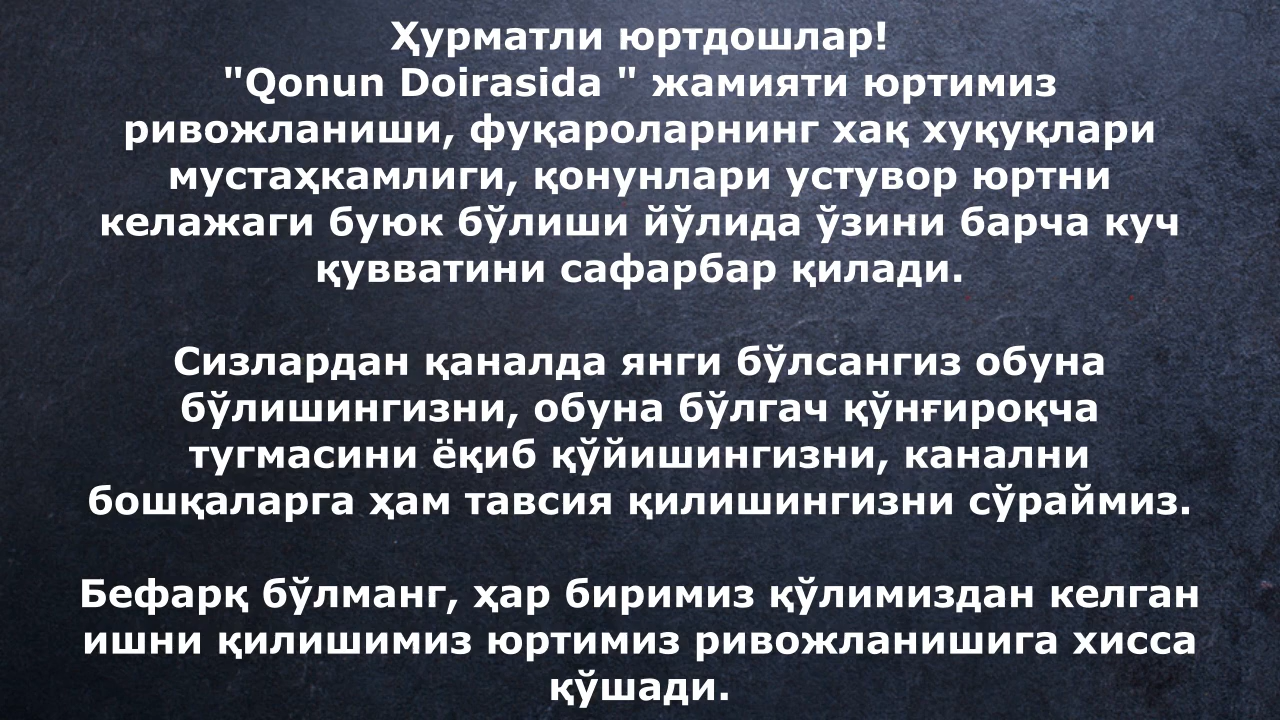 Ҳурматли юртдошлар!
"Qonun Doirasida " жамияти юртимиз
ривожланиши, фуқароларнинг хақ хуқуқлари
мустаҳкамлиги, қонунлари устувор юртни
келажаги буюк бўлиши йўлида ўзини барча куч
қувватини сафарбар қилади.
Сизлардан қаналда янги бўлсангиз обуна
бўлишингизни, обуна бўлгач қўнғироқча
тугмасини ёқиб қўйишингизни, канални
бошқаларга ҳам тавсия қилишингизни сўраймиз.
Бефарқ бўлманг, ҳар биримиз қўлимиздан келган
ишни қилишимиз юртимиз ривожланишига хисса
қўшади.